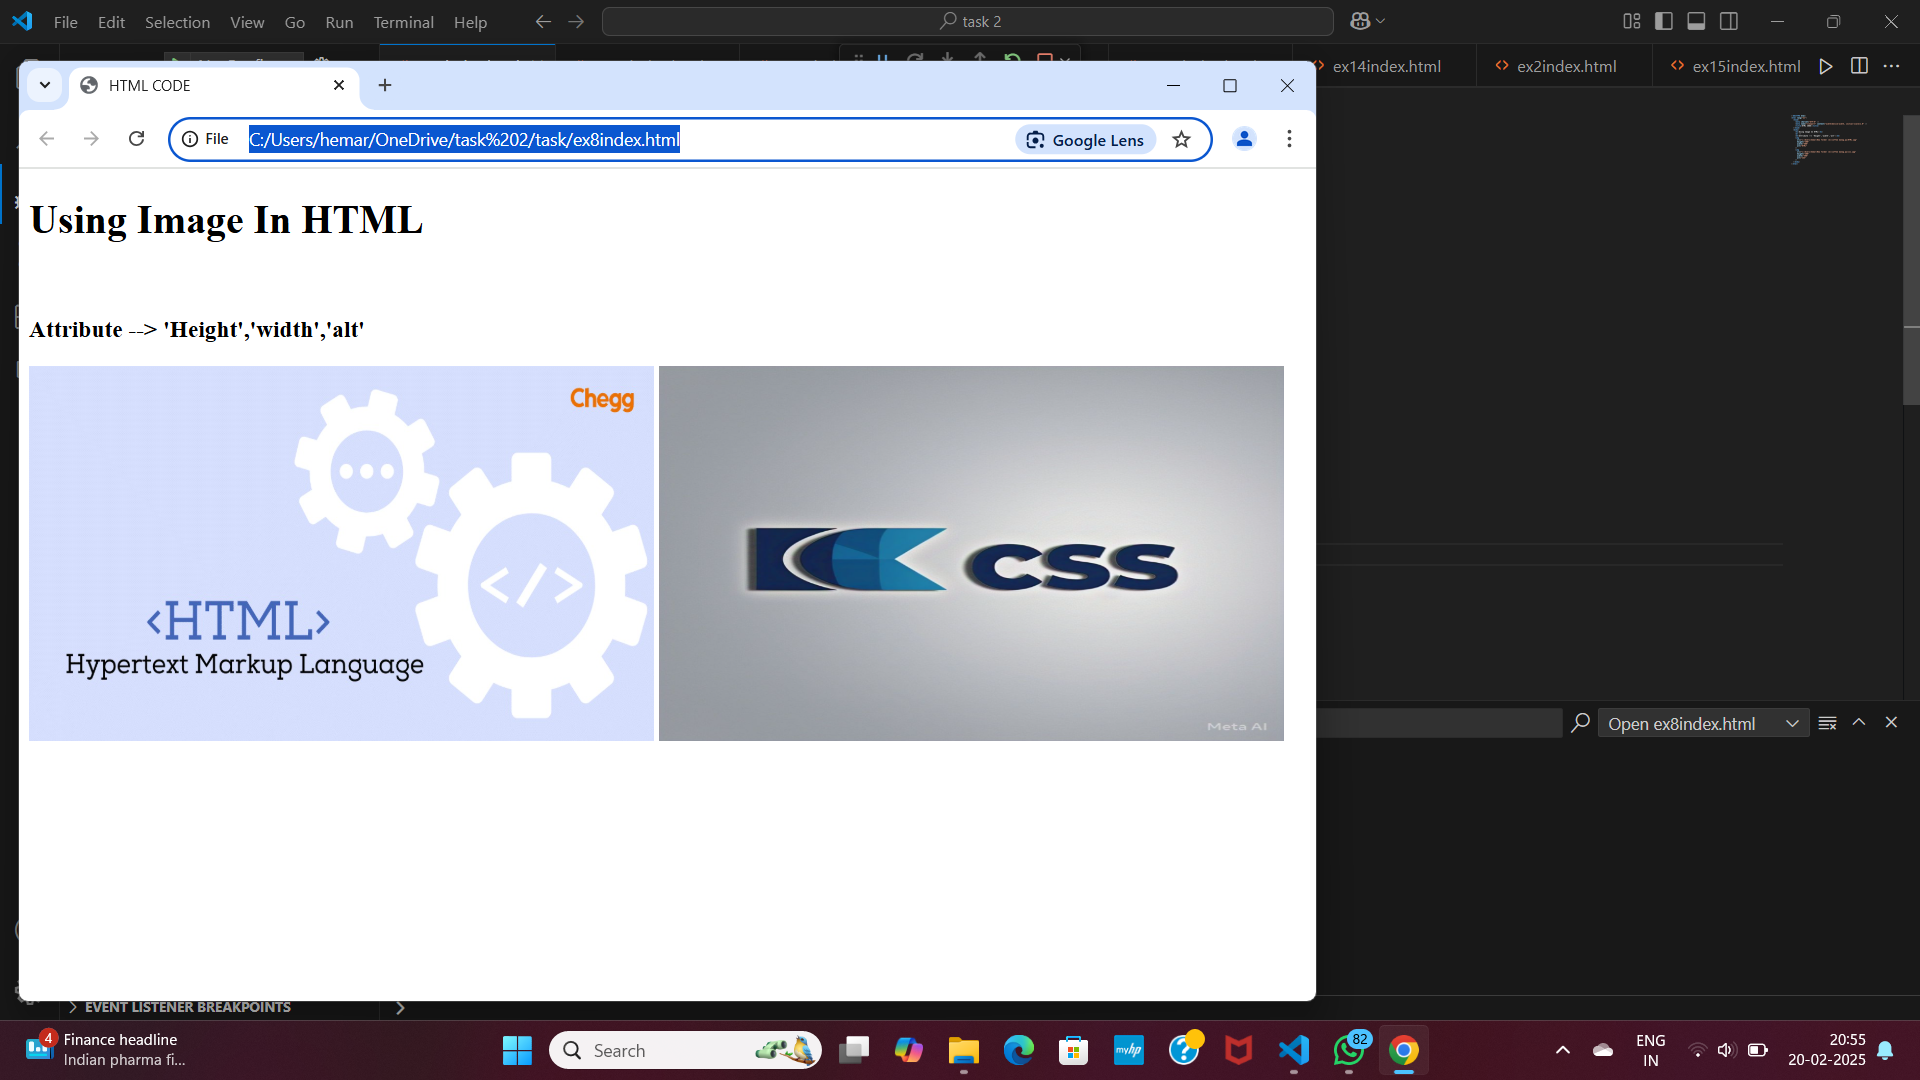 File Edit Selection View Go Run Terminal Help
task 2
ex14index.html
ex2index.html
ex15index.html
HTML CODE
File C:/Users/hemar/OneDrive/task%202/task/ex8index.html
Google Lens
Using Image In HTML
Attribute --> 'Height','width','alt'
Chegg
<HTML>
Hypertext Markup Language
</>
CSS
Meta AI
Open ex8index.html
EVENT LISTENER BREAKPOINTS
4
Finance headline
Indian pharma fi...
Search
myhp
82
ENG
IN
20:55
20-02-2025